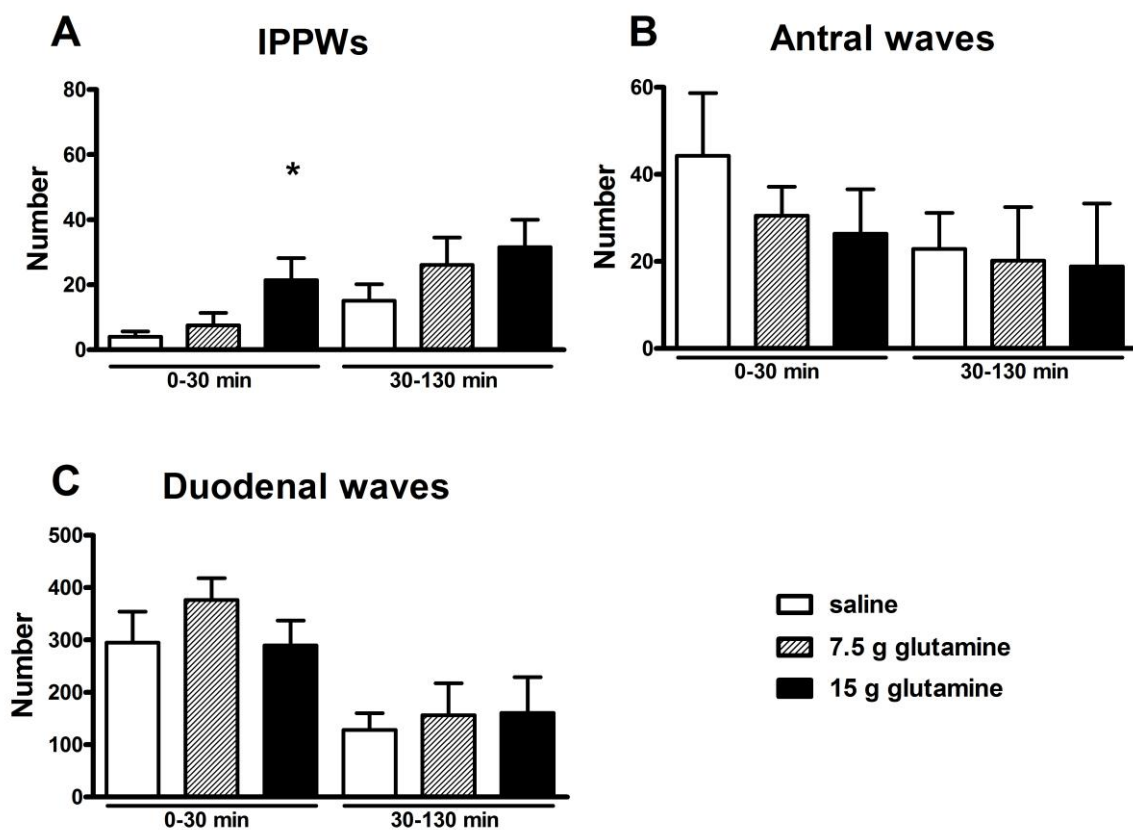 A
IPPWs
Number
80
60
40
20
0
*
0-30 min
30-130 min
B
Antral waves
Number
60
40
20
0
0-30 min
30-130 min
C
Duodenal waves
Number
500
400
300
200
100
0
0-30 min
30-130 min
saline
7.5 g glutamine
15 g glutamine